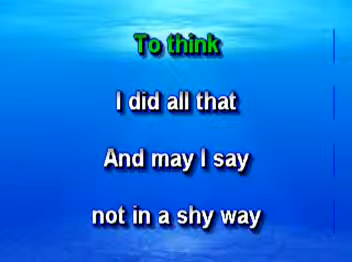 To think
I did all that
And may I say
not in a shy way